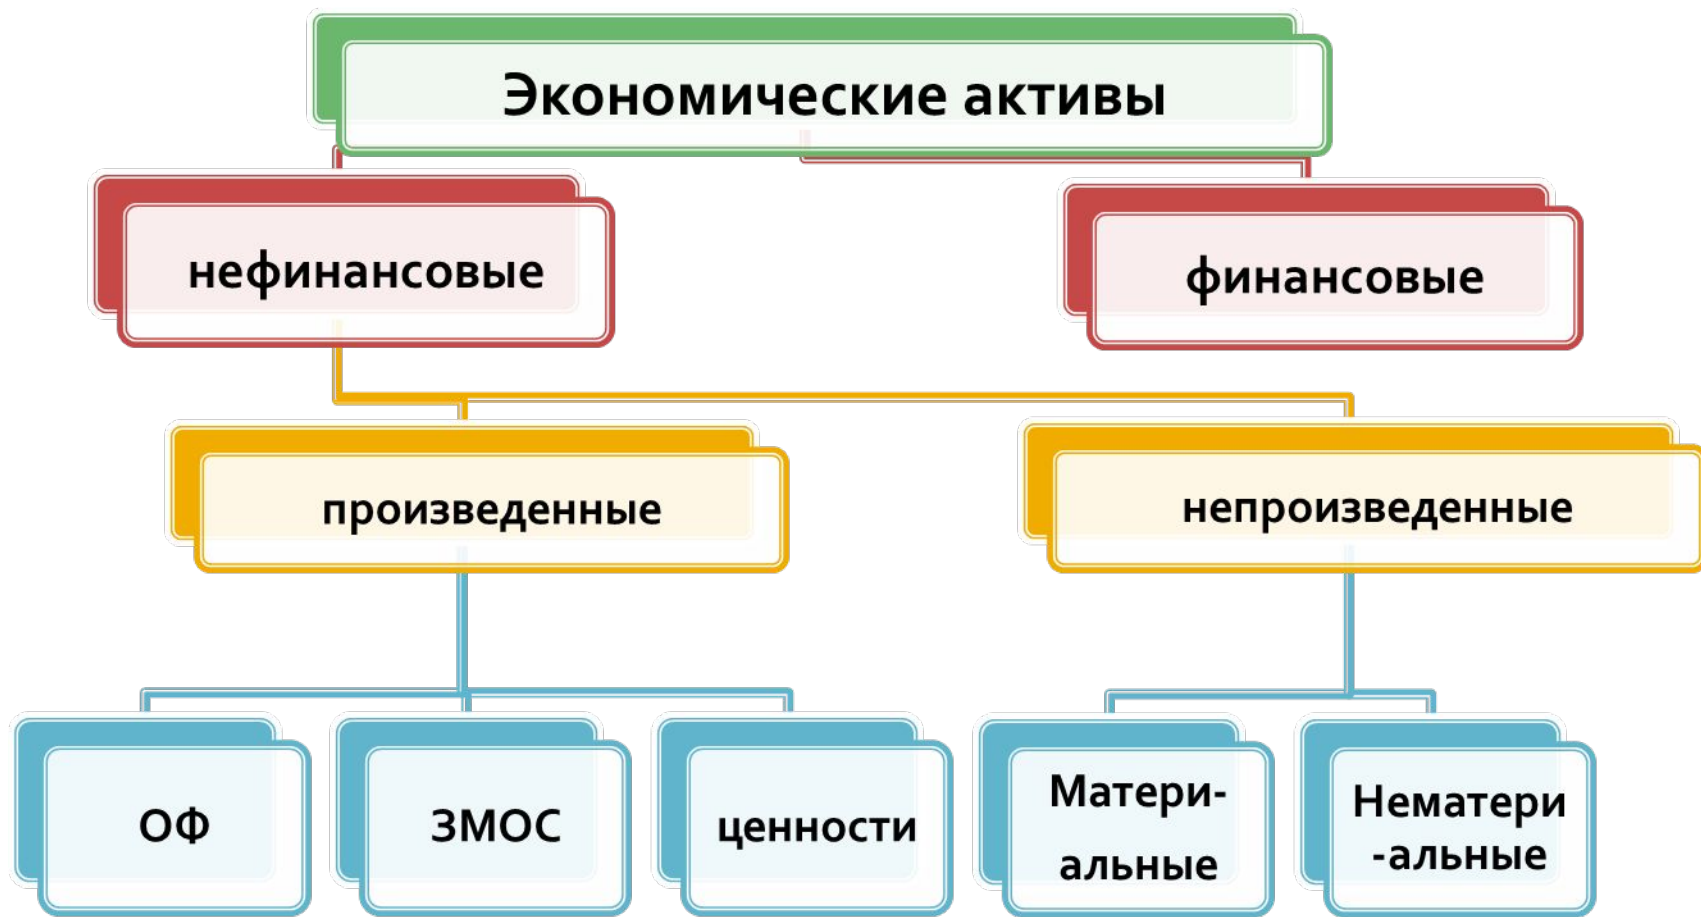 Экономические активы
нефинансовые
финансовые
произведенные
непроизведенные
ОФ
ЗМОС
ценности
Матери-
альные
Нематери
-альные